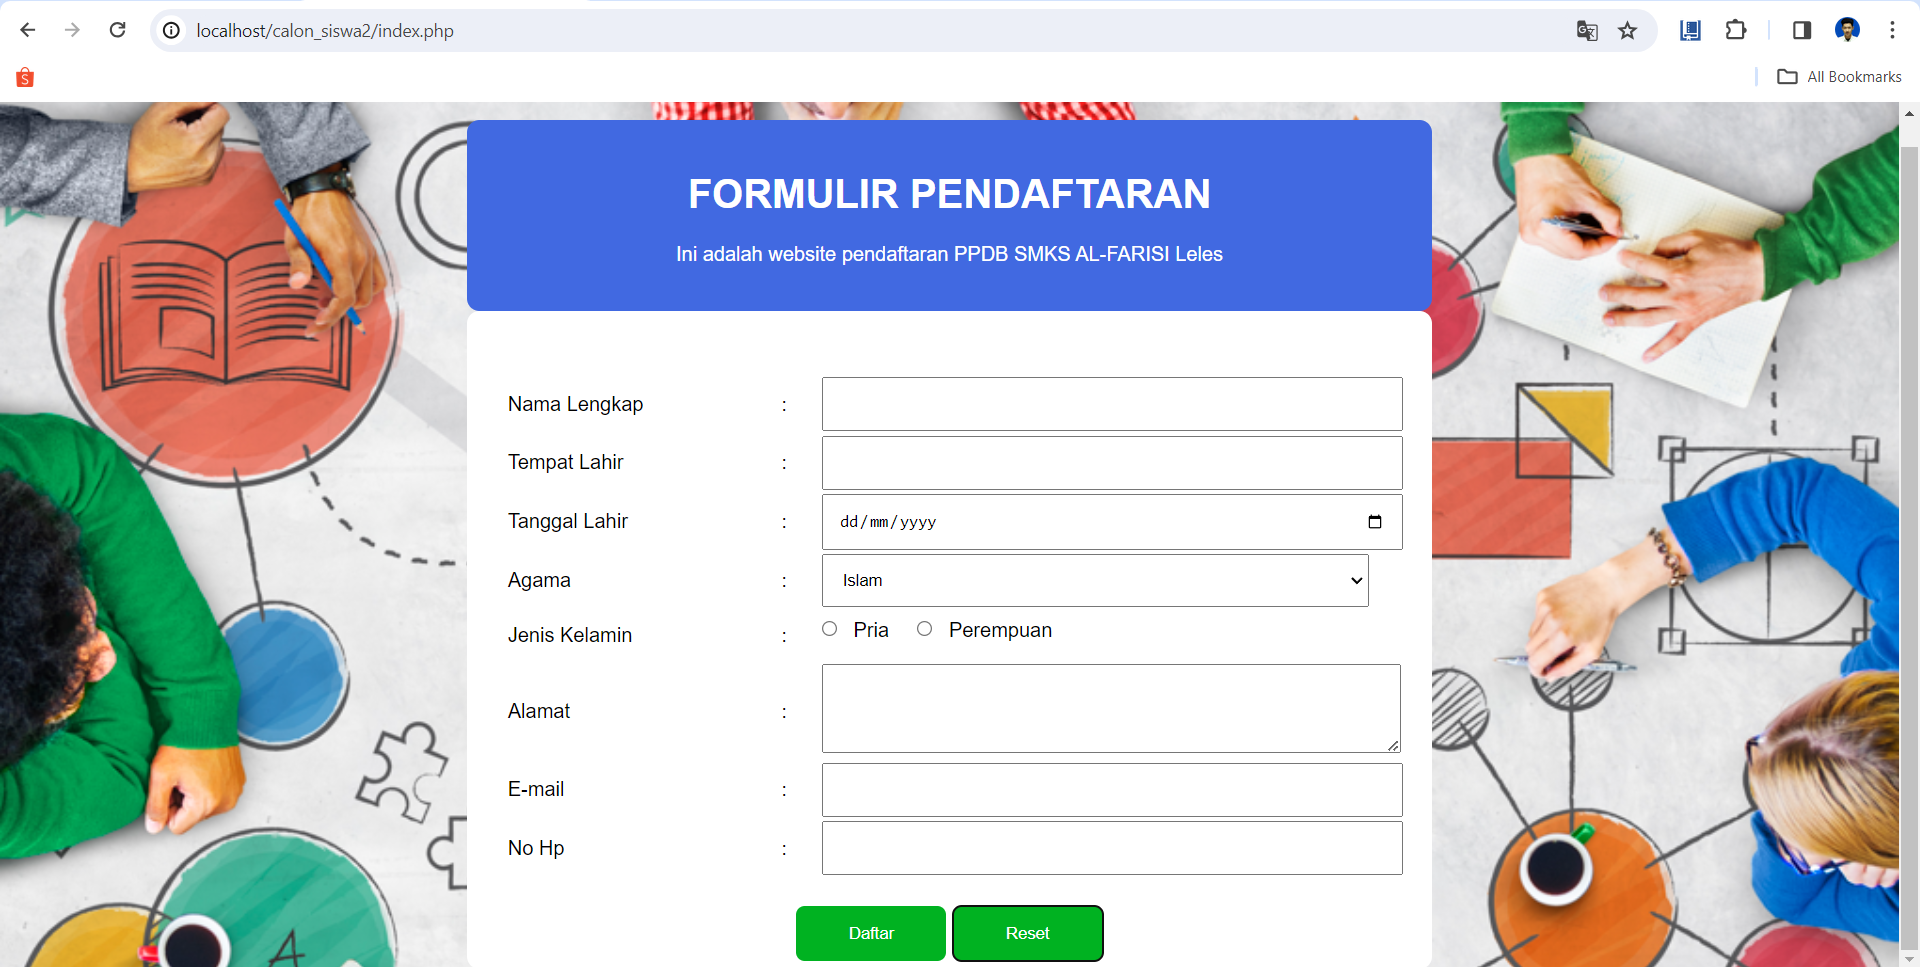 localhost/calon_siswa2/index.php
All Bookmarks
FORMULIR PENDAFTARAN
Ini adalah website pendaftaran PPDB SMKS AL-FARISI Leles
Nama Lengkap :
Tempat Lahir :
Tanggal Lahir : dd/mm/yyyy
Agama : Islam
Jenis Kelamin : Pria Perempuan
Alamat :
E-mail :
No Hp :
Daftar Reset
A